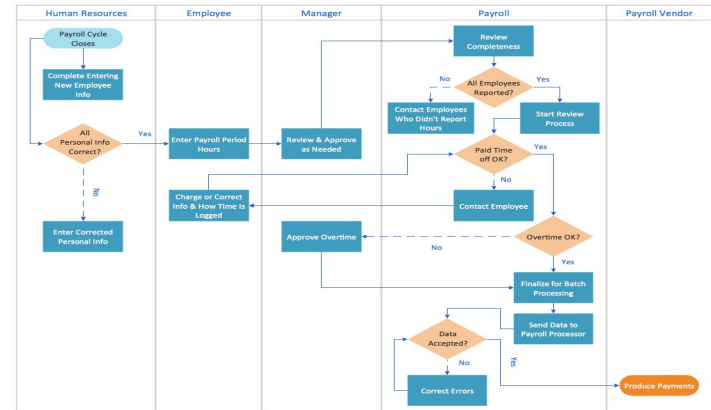 Human Resources
Employee
Manager
Payroll
Payroll Vendor
Payroll Cycle
Closes
Complete Entering
New Employee
Info
All
Personal Info
Correct?
Yes
No
Enter Corrected
Personal Info
Enter Payroll Period
Hours
Charge or Correct
Info & How Time Is
Logged
Review & Approve
as Needed
Approve Overtime
Review
Completeness
All Employees
Reported?
No
Yes
Contact Employees
Who Didn't Report
Hours
Start Review
Process
Paid Time
off OK?
Yes
No
Contact Employee
Overtime OK?
No
Yes
Finalize for Batch
Processing
Send Data to
Payroll Processor
Data
Accepted?
Yes
No
Correct Errors
Produce Payments